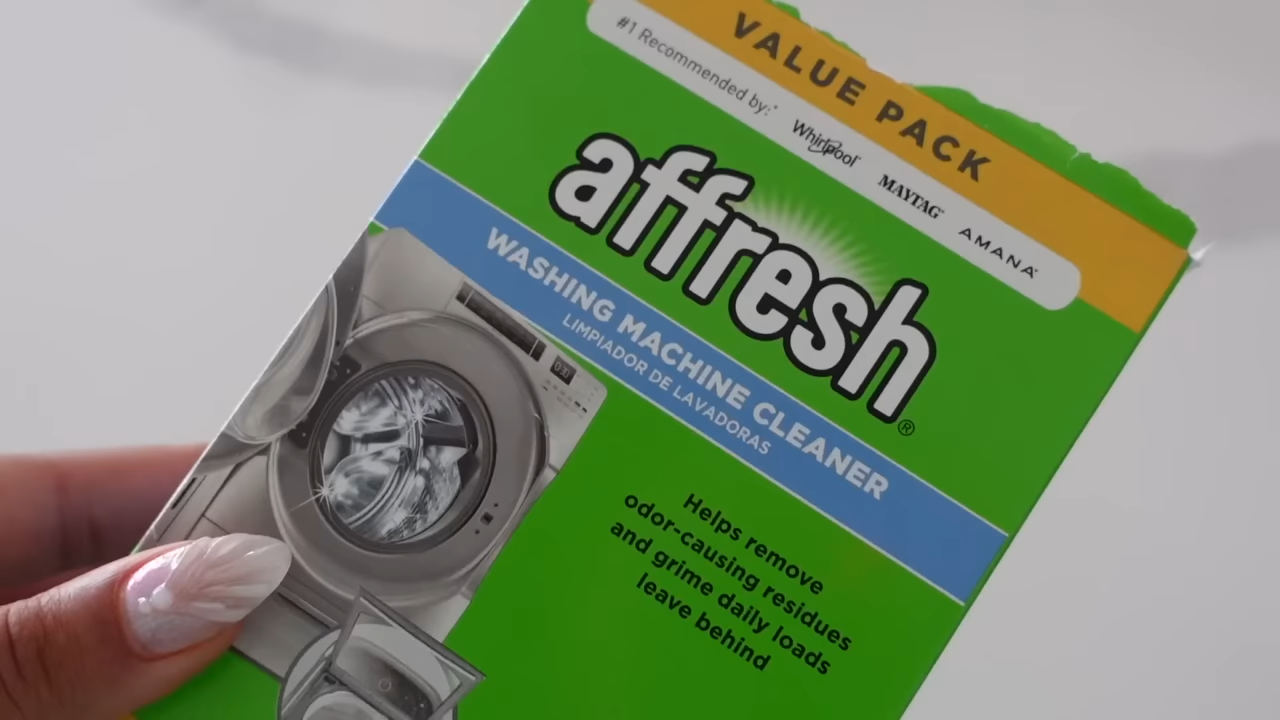 VALUE PACK
#1 Recommended by:*
Whirlpool
MAYTAG
AMANA
affresh®
WASHING MACHINE CLEANER
LIMPIADOR DE LAVADORAS
Helps remove
odor-causing residues
and grime daily loads
leave behind